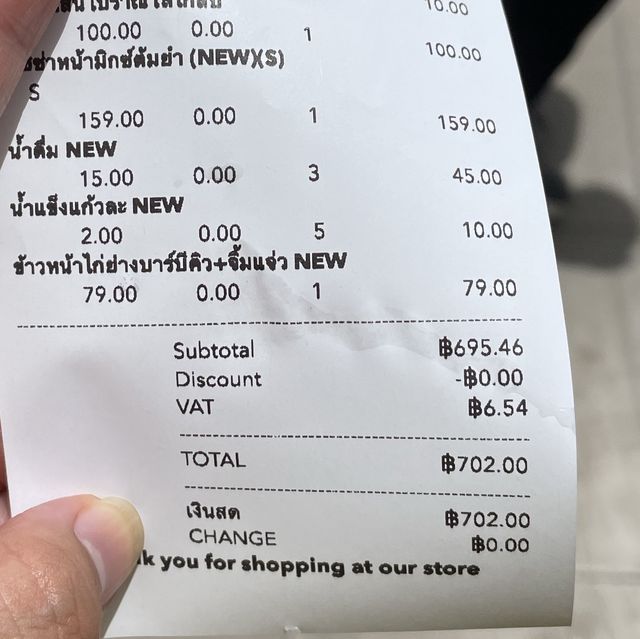 10.00
100.00 0.00 1 100.00
หน้ามิกซ์ต้มยำ (NEW)(S)
S
159.00 0.00 1 159.00
น้ำดื่ม NEW
15.00 0.00 3 45.00
น้ำแข็งแก้วละ NEW
2.00 0.00 5 10.00
ข้าวหน้าไก่ย่างบาร์บีคิว+จิ้มแจ่ว NEW
79.00 0.00 1 79.00
Subtotal ฿695.46
Discount -฿0.00
VAT ฿6.54
TOTAL ฿702.00
เงินสด ฿702.00
CHANGE ฿0.00
you for shopping at our store